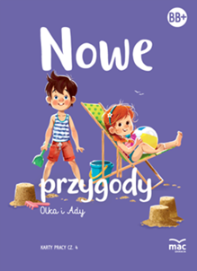 BB+
Nowe
przygody
Olka i Ady
KARTY PRACY CZ. 4
mac